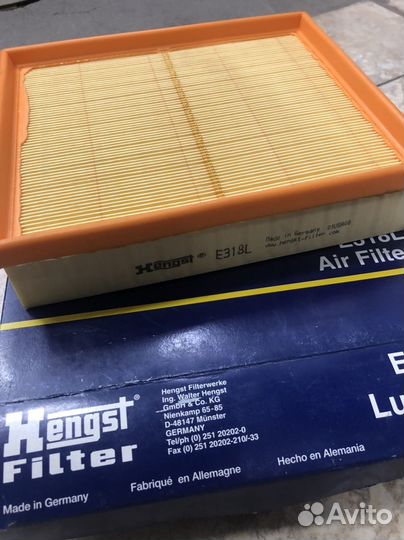 Hengst ® E318L
Made in Germany
www.hengst-filter.com
E318L
Air Filter
Hengst
Filter
Hengst Filterwerke
Ing. Walter Hengst
GmbH & Co. KG
Nienkamp 65-85
D-48147 Münster
GERMANY
Tel/ph (0) 251 20202-0
Fax (0) 251 20202-210/-33
E
Lu
Made in Germany
Fabriqué en Allemagne
Hecho en Alemania
Avito